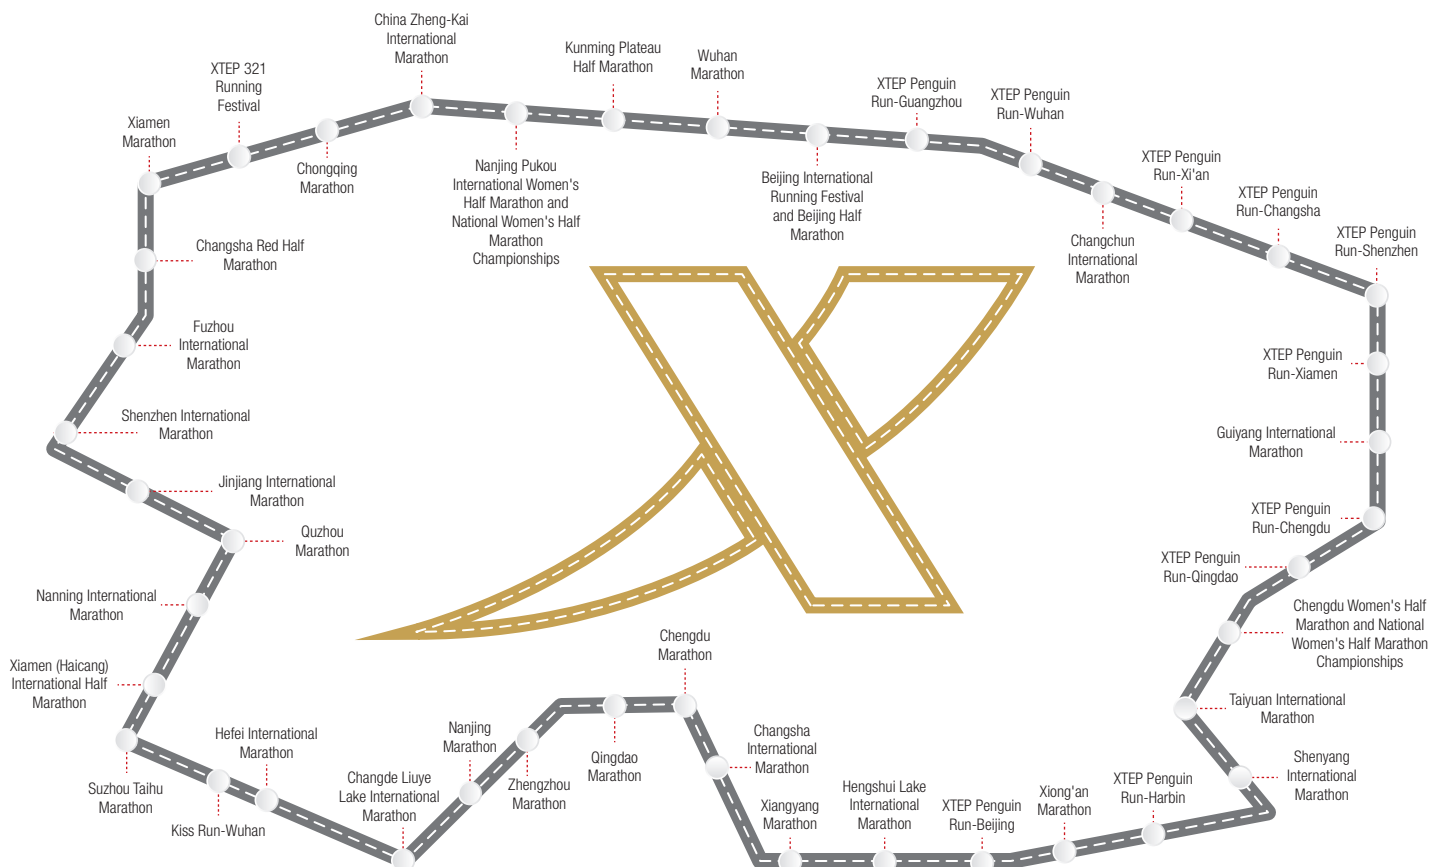 China Zheng-Kai
International
Marathon
Kunming Plateau
Half Marathon
Wuhan
Marathon
XTEP 321
Running
Festival
XTEP Penguin
Run-Guangzhou
XTEP Penguin
Run-Wuhan
Xiamen
Marathon
Chongqing
Marathon
Nanjing Pukou
International Women's
Half Marathon and
National Women's Half
Marathon
Championships
Beijing International
Running Festival
and Beijing Half
Marathon
XTEP Penguin
Run-Xi'an
XTEP Penguin
Run-Changsha
XTEP Penguin
Run-Shenzhen
Changchun
International
Marathon
Changsha Red Half
Marathon
Fuzhou
International
Marathon
XTEP Penguin
Run-Xiamen
Shenzhen International
Marathon
Guiyang International
Marathon
Jinjiang International
Marathon
XTEP Penguin
Run-Chengdu
Quzhou
Marathon
XTEP Penguin
Run-Qingdao
Nanning International
Marathon
Chengdu Women's Half
Marathon and National
Women's Half Marathon
Championships
Chengdu
Marathon
Xiamen (Haicang)
International Half
Marathon
Taiyuan International
Marathon
Hefei International
Marathon
Nanjing
Marathon
Changsha
International
Marathon
Qingdao
Marathon
Shenyang
International
Marathon
Suzhou Taihu
Marathon
Changde Liuye
Lake International
Marathon
Zhengzhou
Marathon
Kiss Run-Wuhan
Xiangyang
Marathon
Hengshui Lake
International
Marathon
XTEP Penguin
Run-Beijing
Xiong'an
Marathon
XTEP Penguin
Run-Harbin